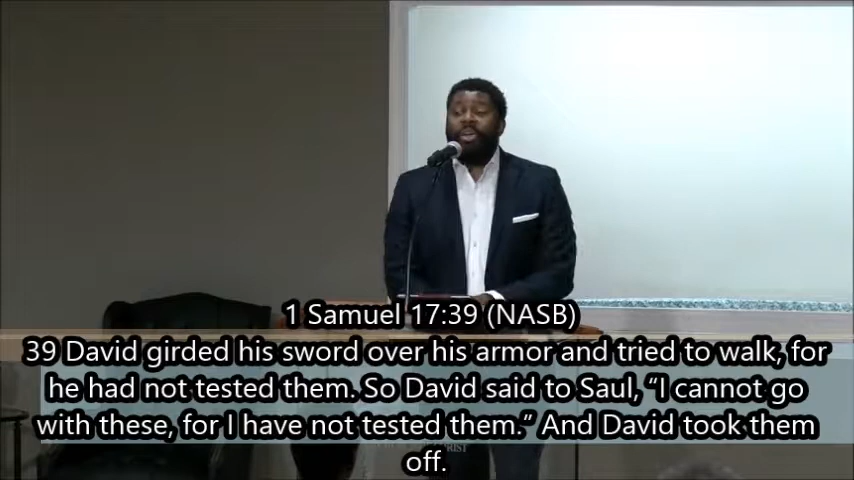 1 Samuel 17:39 (NASB)
39 David girded his sword over his armor and tried to walk, for
he had not tested them. So David said to Saul, “I cannot go
with these, for I have not tested them.” And David took them
off.